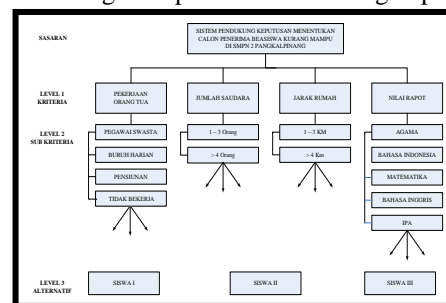 SASARAN
SISTEM PENDUKUNG KEPUTUSAN MENENTUKAN
CALON PENERIMA BEASISWA KURANG MAMPU
DI SMPN 2 PANGKALPINANG
LEVEL 1
KRITERIA
PEKERJAAN
ORANG TUA
JUMLAH SAUDARA
JARAK RUMAH
NILAI RAPOT
LEVEL 2
SUB KRITERIA
PEGAWAI SWASTA
1 – 3 Orang
1 – 3 KM
AGAMA
BURUH HARIAN
> 4 Orang
> 4 Km
BAHASA INDONESIA
PENSIUNAN
MATEMATIKA
TIDAK BEKERJA
BAHASA INGGRIS
IPA
LEVEL 3
ALTERNATIF
SISWA I
SISWA II
SISWA III